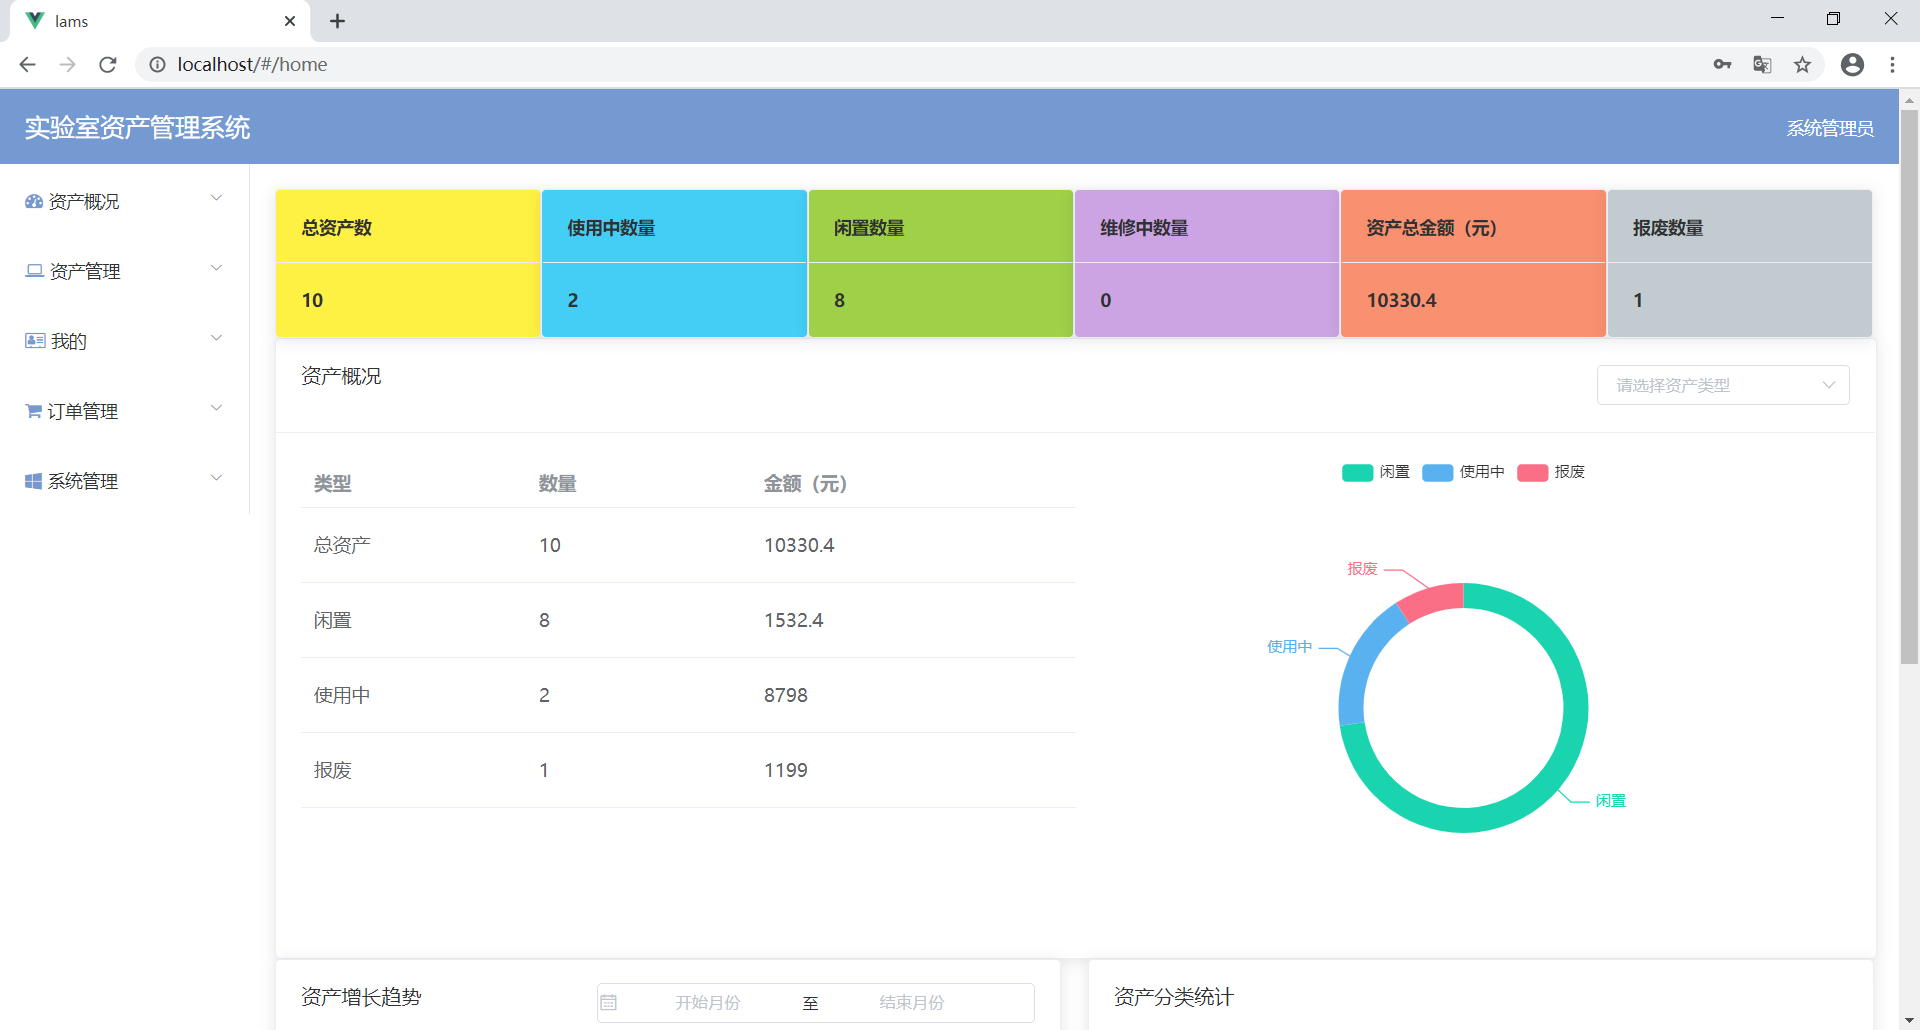 lams
localhost/#/home
实验室资产管理系统
系统管理员
资产概况
资产管理
我的
订单管理
系统管理
总资产数 使用中数量 闲置数量 维修中数量 资产总金额（元） 报废数量
10 2 8 0 10330.4 1
资产概况
请选择资产类型
类型 数量 金额（元）
总资产 10 10330.4
闲置 8 1532.4
使用中 2 8798
报废 1 1199
闲置 使用中 报废
报废
使用中
闲置
资产增长趋势
开始月份 至 结束月份
资产分类统计